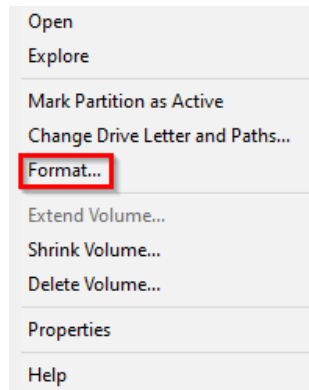 Open
Explore
Mark Partition as Active
Change Drive Letter and Paths...
Format...
Extend Volume...
Shrink Volume...
Delete Volume...
Properties
Help